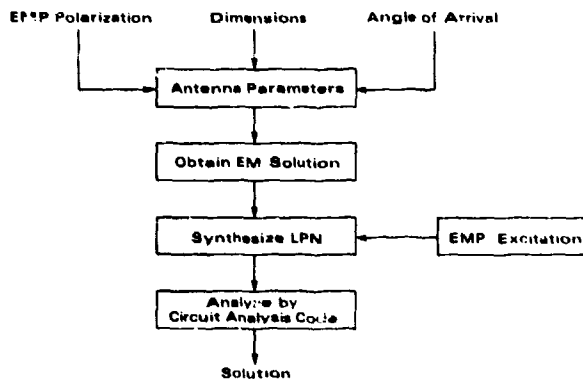 EMP Polarization
Dimensions
Angle of Arrival
Antenna Parameters
Obtain EM Solution
Synthesize LPN
EMP Excitation
Analyze by
Circuit Analysis Code
Solution